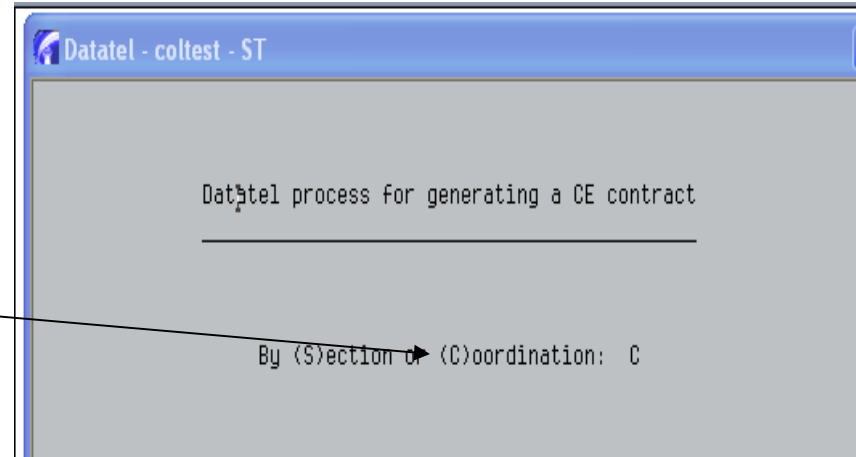 Datatel - coltest - ST
Datatel process for generating a CE contract
By (S)ection or (C)oordination: C